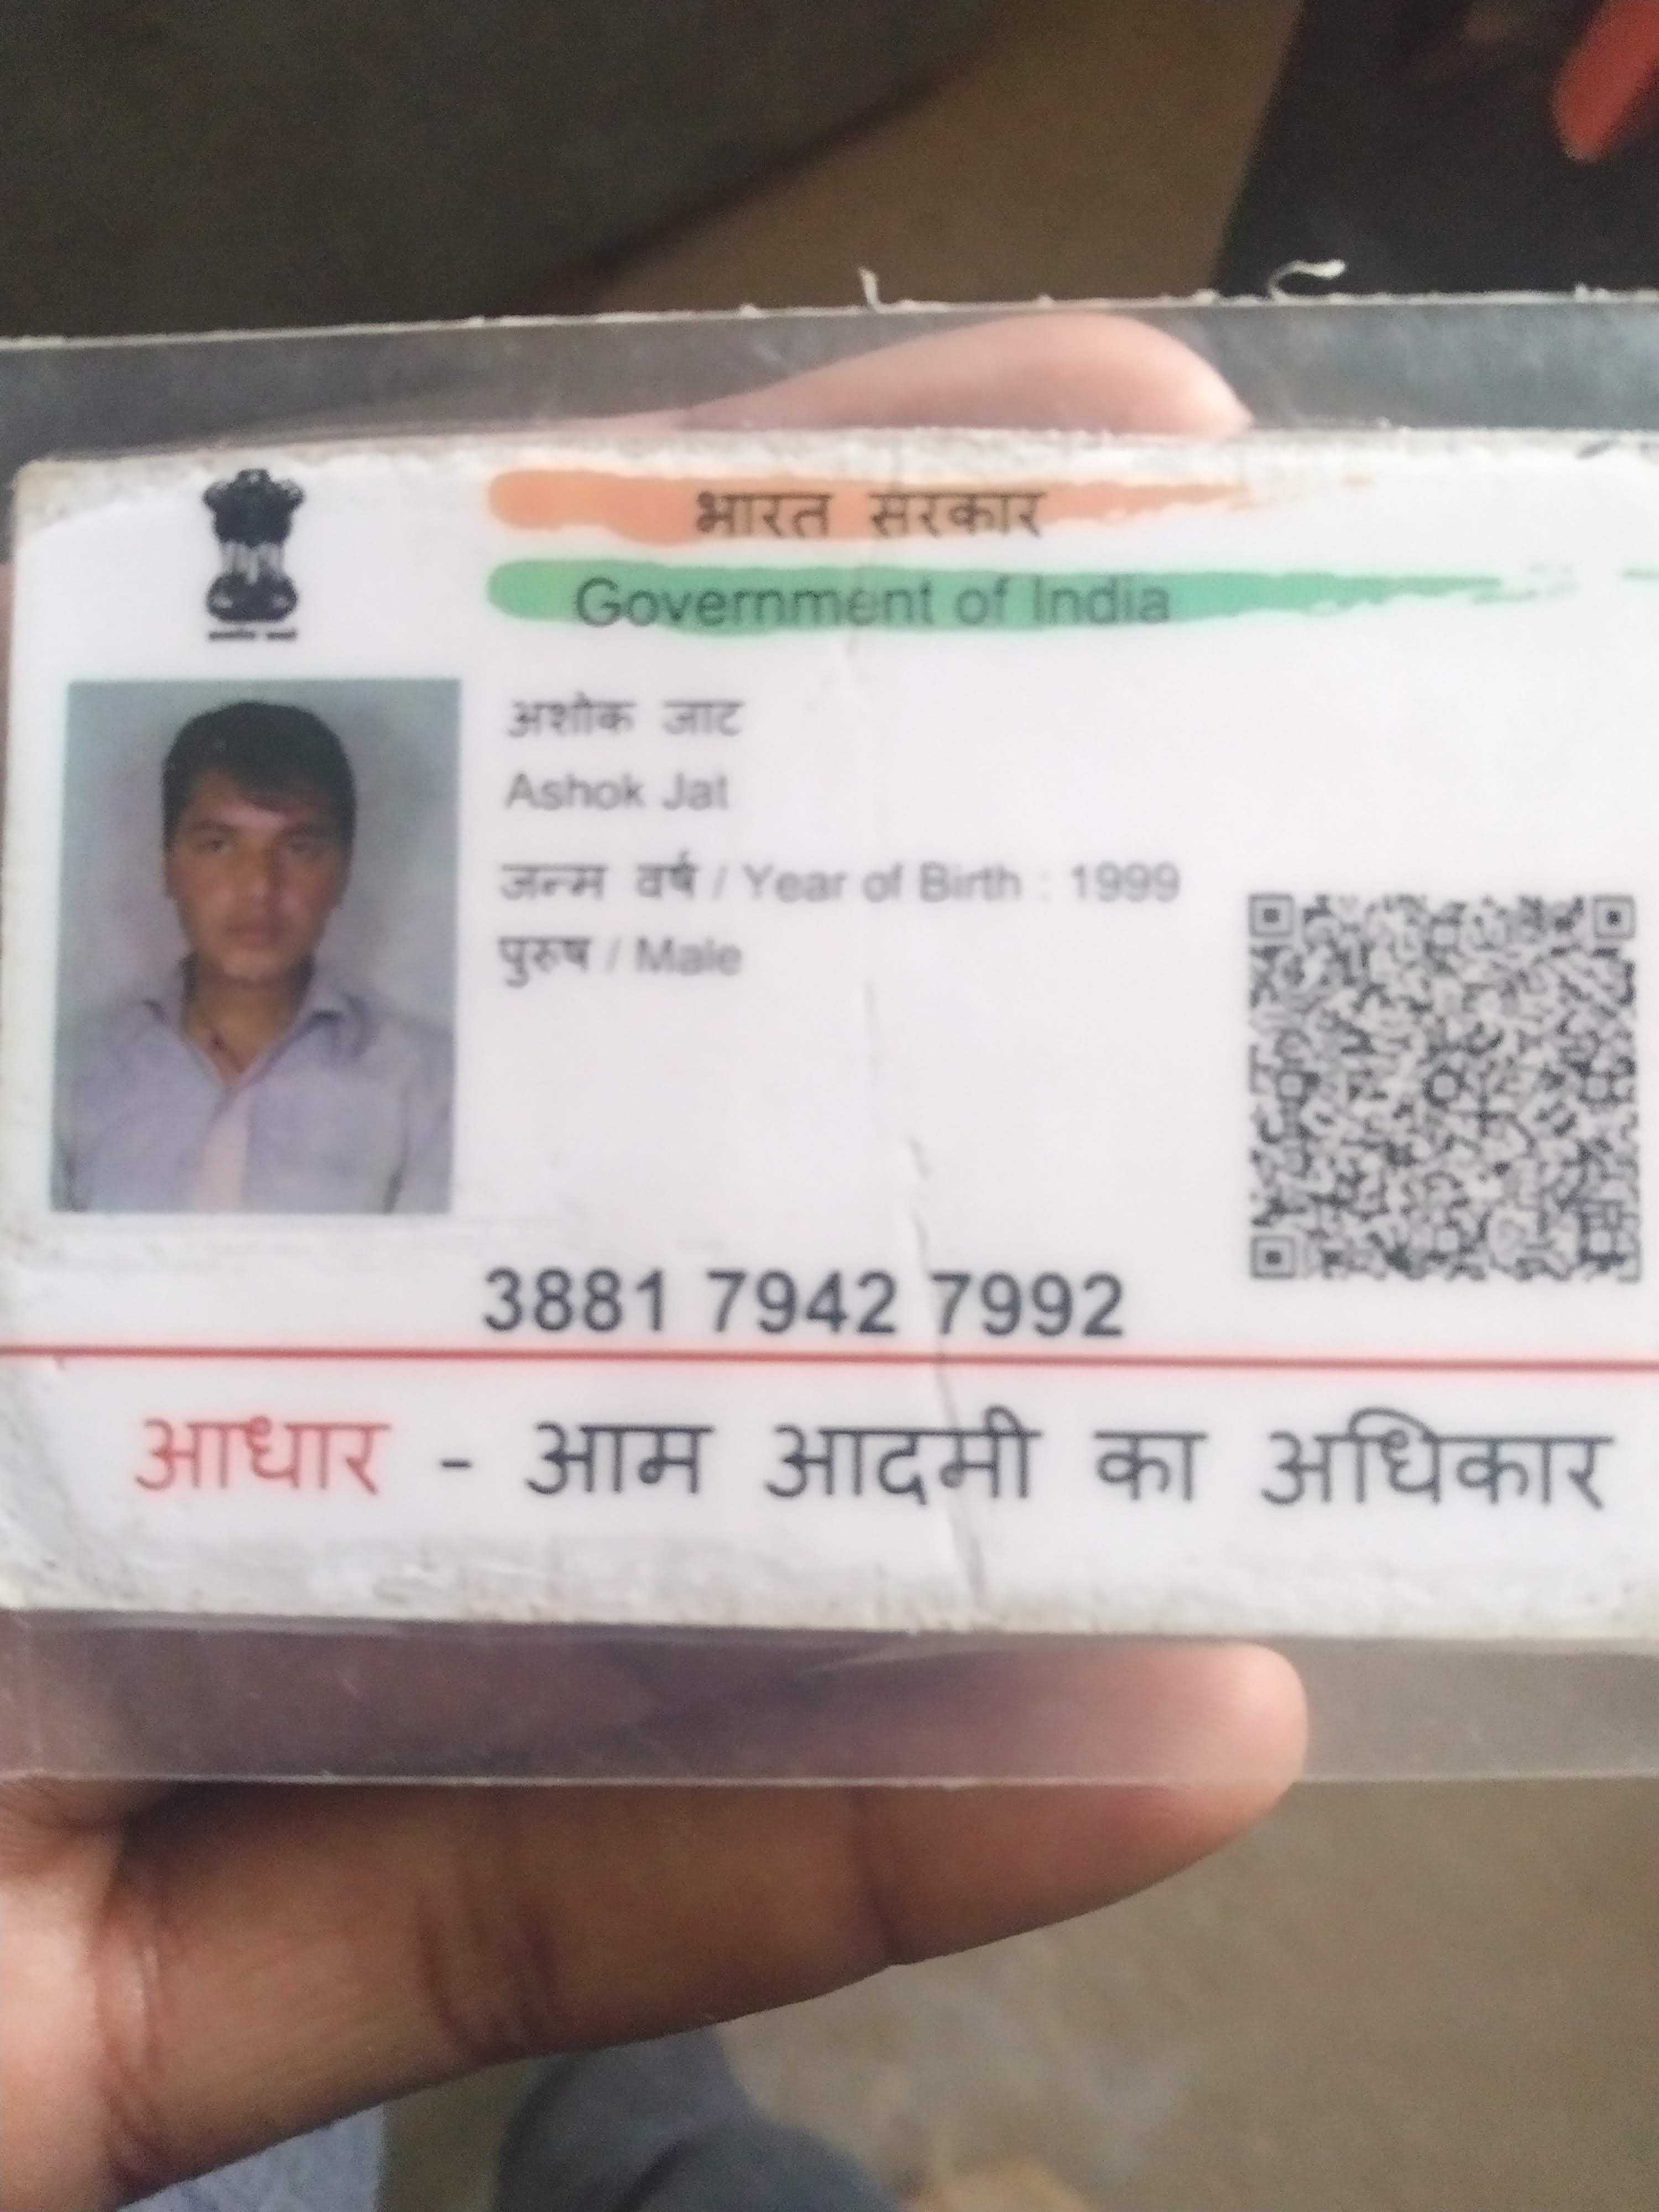 भारत सरकार
Government of India
अशोक जाट
Ashok Jat
जन्म वर्ष / Year of Birth : 1999
पुरुष / Male
3881 7942 7992
आधार - आम आदमी का अधिकार